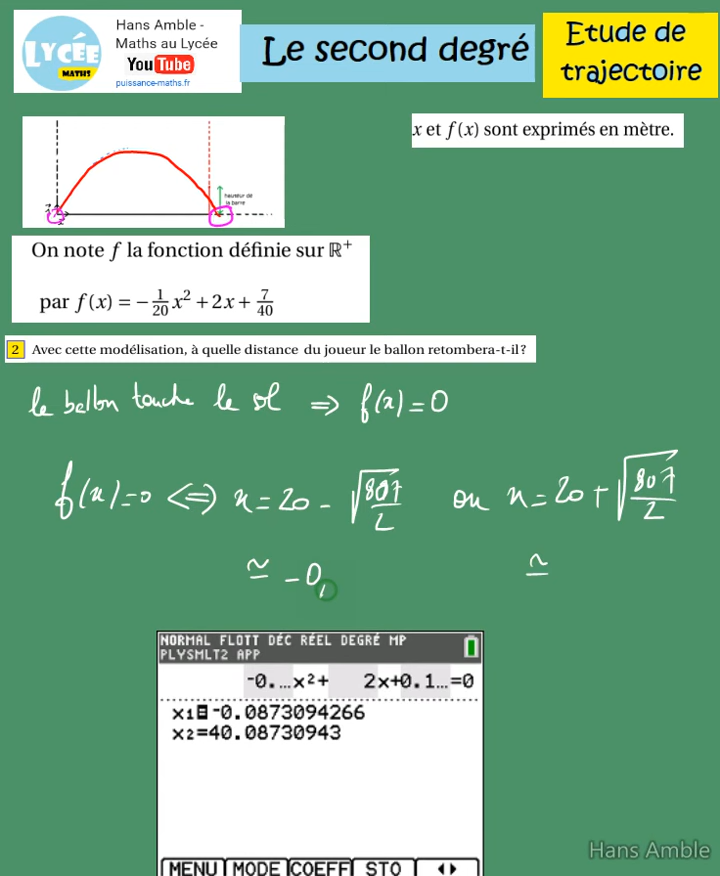 LYCÉE
MATHS
Hans Amble -
Maths au Lycée
YouTube
puissance-maths.fr
Le second degré
Etude de
trajectoire
x et f(x) sont exprimés en mètre.
hauteur de
la barre
On note f la fonction définie sur ℝ⁺
par f(x) = −1/20 x² + 2x + 7/40
2 Avec cette modélisation, à quelle distance du joueur le ballon retombera-t-il?
le ballon touche le sol ⇒ f(x) = 0
f(x)=0 ⇔ x = 20 − √(807/2) ou x = 20 + √(807/2)
≃ −0, ≃
NORMAL FLOTT DÉC RÉEL DEGRÉ MP
PLYSMLT2 APP
-0....x²+ 2x+0.1...=0
x1=-0.0873094266
x2=40.08730943
MENU MODE COEFF STO ◄►
Hans Amble